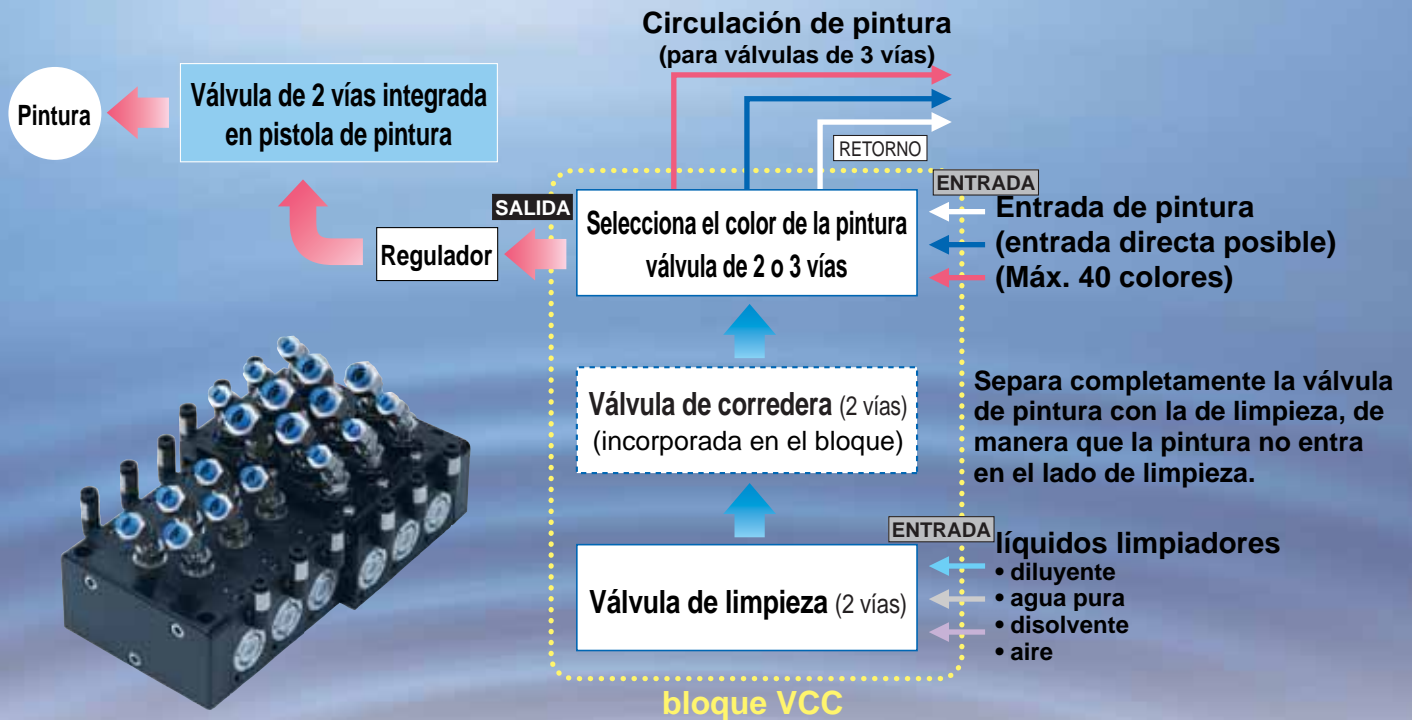 Circulación de pintura
(para válvulas de 3 vías)
Pintura
Válvula de 2 vías integrada
en pistola de pintura
RETORNO
SALIDA
Regulador
Selecciona el color de la pintura
válvula de 2 o 3 vías
ENTRADA
Entrada de pintura
(entrada directa posible)
(Máx. 40 colores)
Válvula de corredera (2 vías)
(incorporada en el bloque)
Separa completamente la válvula
de pintura con la de limpieza, de
manera que la pintura no entra
en el lado de limpieza.
ENTRADA
líquidos limpiadores
• diluyente
• agua pura
• disolvente
• aire
Válvula de limpieza (2 vías)
bloque VCC